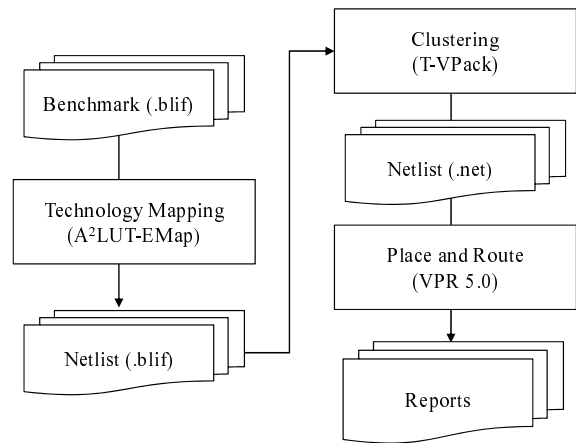 Benchmark (.blif)
Technology Mapping
(A²LUT-EMap)
Netlist (.blif)
Clustering
(T-VPack)
Netlist (.net)
Place and Route
(VPR 5.0)
Reports